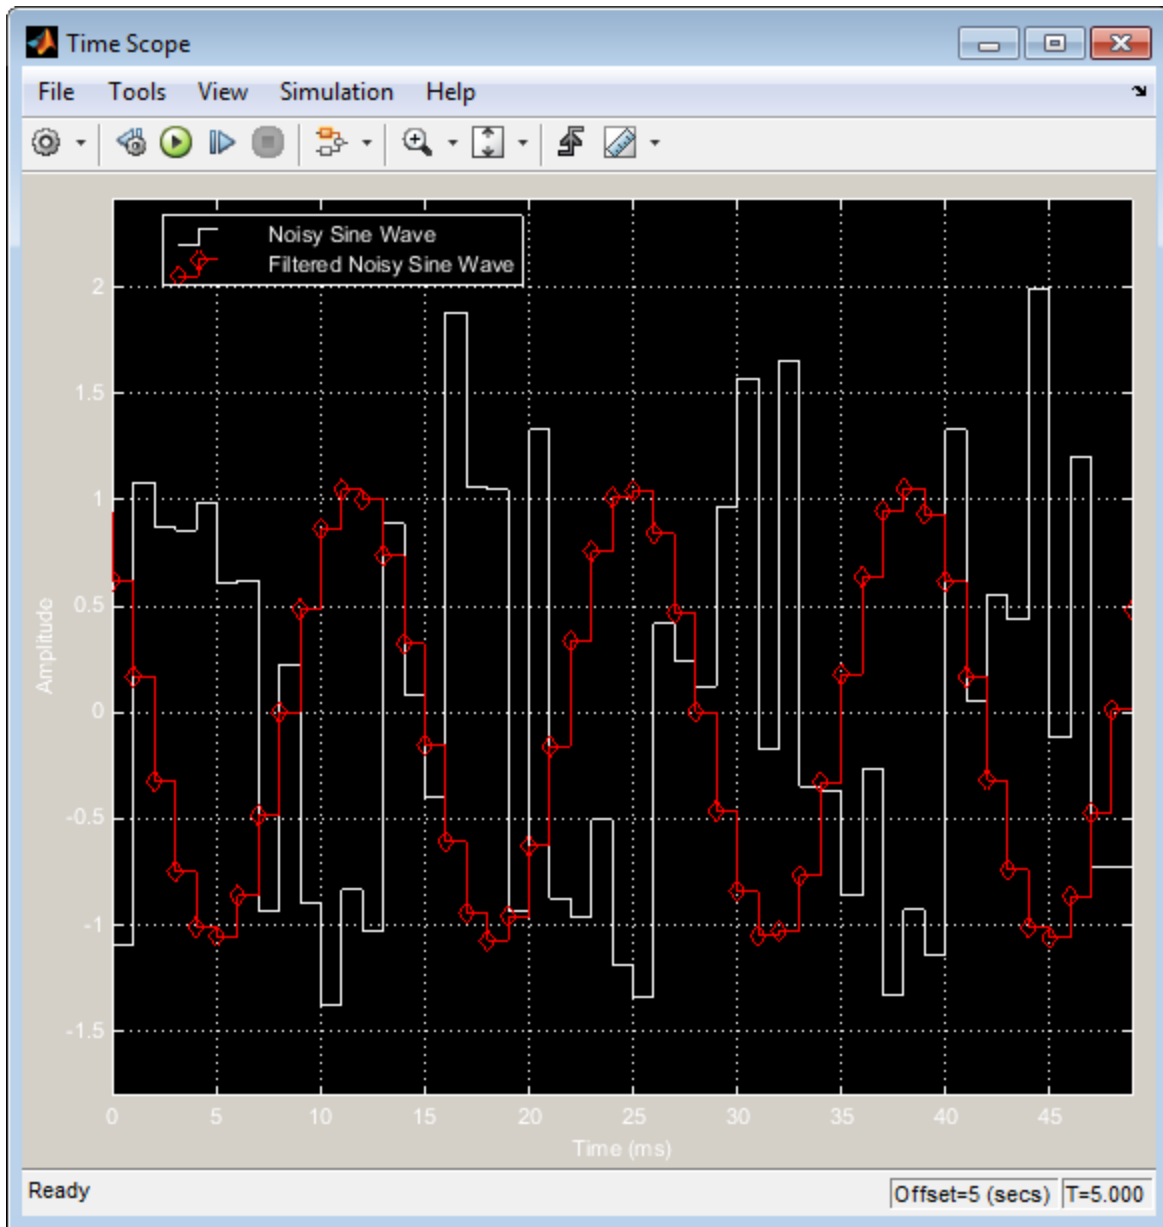 Time Scope
File Tools View Simulation Help
Noisy Sine Wave
Filtered Noisy Sine Wave
2
1.5
1
0.5
0
-0.5
-1
-1.5
Amplitude
0 5 10 15 20 25 30 35 40 45
Time (ms)
Ready Offset=5 (secs) T=5.000